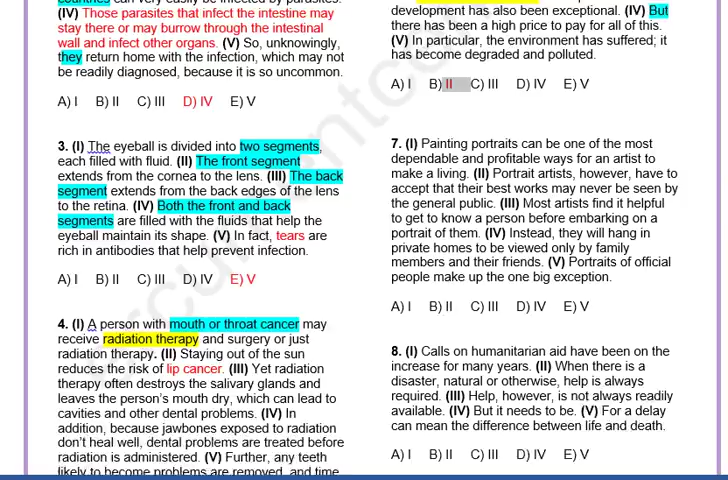 countries can very easily be infected by parasites.
(IV) Those parasites that infect the intestine may
stay there or may burrow through the intestinal
wall and infect other organs. (V) So, unknowingly,
they return home with the infection, which may not
be readily diagnosed, because it is so uncommon.
A) I B) II C) III D) IV E) V
3. (I) The eyeball is divided into two segments,
each filled with fluid. (II) The front segment
extends from the cornea to the lens. (III) The back
segment extends from the back edges of the lens
to the retina. (IV) Both the front and back
segments are filled with the fluids that help the
eyeball maintain its shape. (V) In fact, tears are
rich in antibodies that help prevent infection.
A) I B) II C) III D) IV E) V
4. (I) A person with mouth or throat cancer may
receive radiation therapy and surgery or just
radiation therapy. (II) Staying out of the sun
reduces the risk of lip cancer. (III) Yet radiation
therapy often destroys the salivary glands and
leaves the person's mouth dry, which can lead to
cavities and other dental problems. (IV) In
addition, because jawbones exposed to radiation
don't heal well, dental problems are treated before
radiation is administered. (V) Further, any teeth
likely to become problems are removed, and time
development has also been exceptional. (IV) But
there has been a high price to pay for all of this.
(V) In particular, the environment has suffered; it
has become degraded and polluted.
A) I B) II C) III D) IV E) V
7. (I) Painting portraits can be one of the most
dependable and profitable ways for an artist to
make a living. (II) Portrait artists, however, have to
accept that their best works may never be seen by
the general public. (III) Most artists find it helpful
to get to know a person before embarking on a
portrait of them. (IV) Instead, they will hang in
private homes to be viewed only by family
members and their friends. (V) Portraits of official
people make up the one big exception.
A) I B) II C) III D) IV E) V
8. (I) Calls on humanitarian aid have been on the
increase for many years. (II) When there is a
disaster, natural or otherwise, help is always
required. (III) Help, however, is not always readily
available. (IV) But it needs to be. (V) For a delay
can mean the difference between life and death.
A) I B) II C) III D) IV E) V